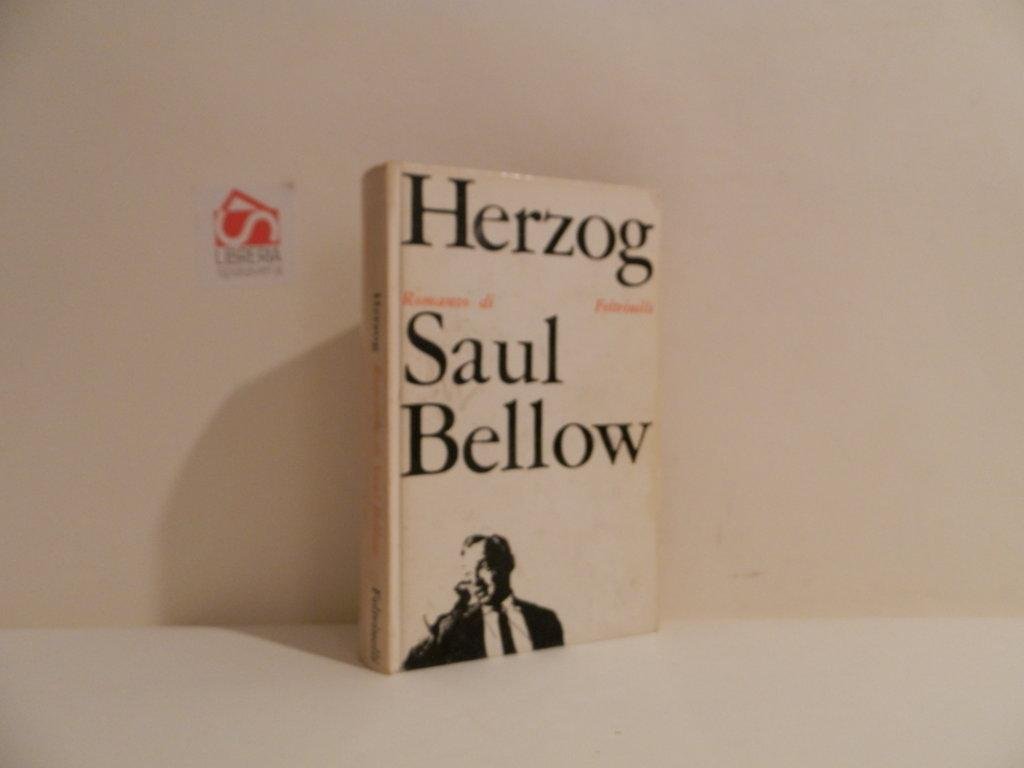 Herzog
Romanzo di Feltrinelli
Saul
Bellow
Herzog
Feltrinelli
LIBRERIA